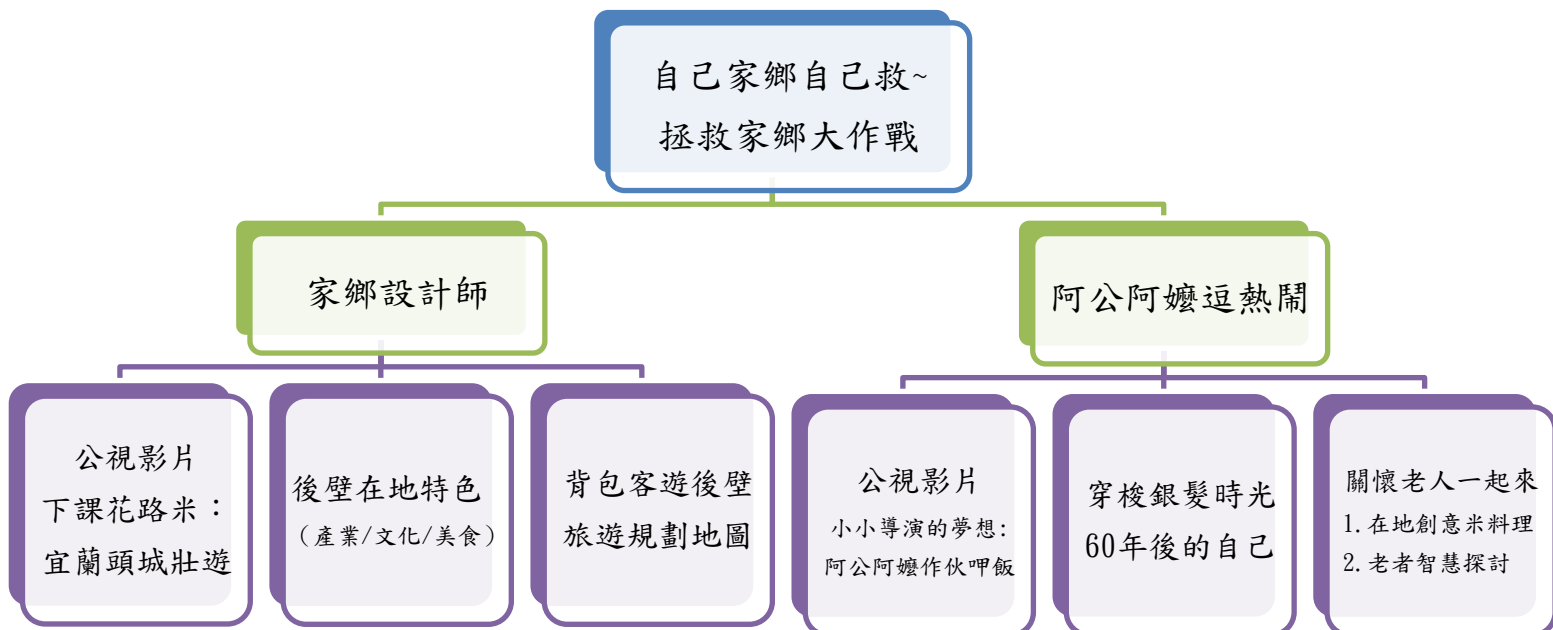 自己家鄉自己救~
拯救家鄉大作戰
家鄉設計師
阿公阿嬤逗熱鬧
公視影片
下課花路米：
宜蘭頭城壯遊
後壁在地特色
（產業/文化/美食）
背包客遊後壁
旅遊規劃地圖
公視影片
小小導演的夢想:
阿公阿嬤作伙呷飯
穿梭銀髮時光
60年後的自己
關懷老人一起來
1.在地創意米料理
2.老者智慧探討